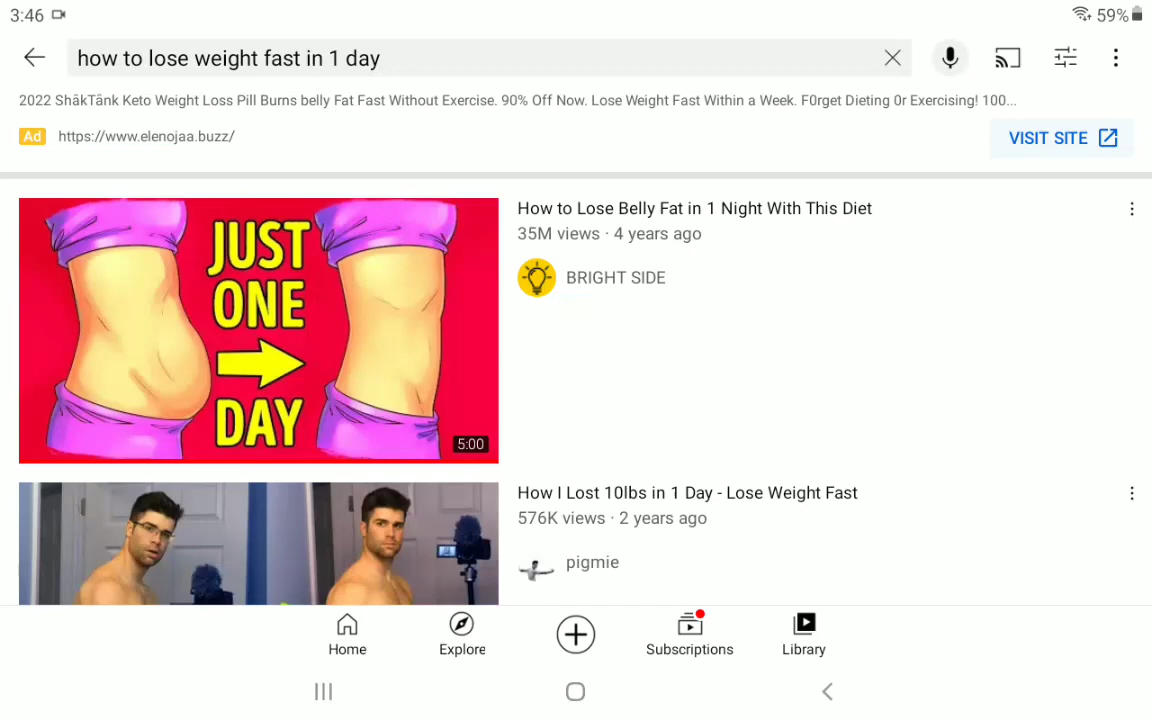 3:46
59%
how to lose weight fast in 1 day
2022 ShākTānk Keto Weight Loss Pill Burns belly Fat Fast Without Exercise. 90% Off Now. Lose Weight Fast Within a Week. F0rget Dieting 0r Exercising! 100...
Ad https://www.elenojaa.buzz/
VISIT SITE
JUST
ONE
DAY
5:00
How to Lose Belly Fat in 1 Night With This Diet
35M views · 4 years ago
BRIGHT SIDE
How I Lost 10lbs in 1 Day - Lose Weight Fast
576K views · 2 years ago
pigmie
Home
Explore
Subscriptions
Library